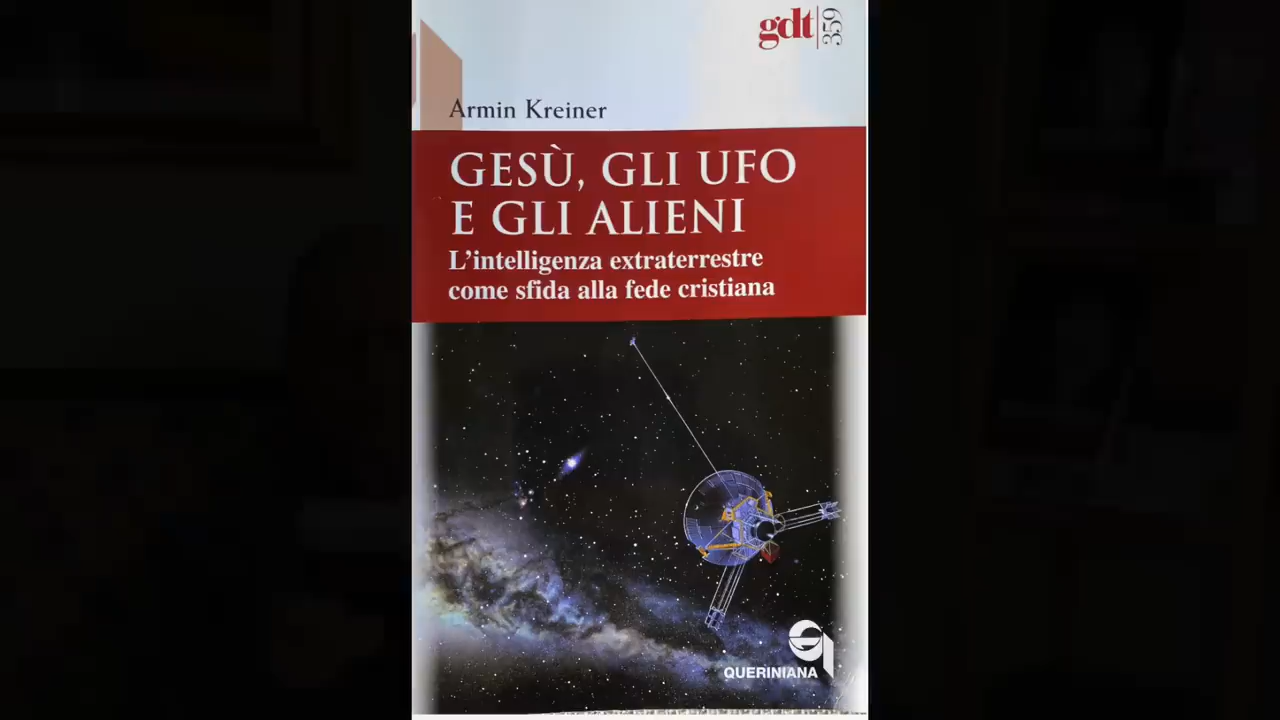 gdt 359
Armin Kreiner
GESÙ, GLI UFO
E GLI ALIENI
L'intelligenza extraterrestre
come sfida alla fede cristiana
QUERINIANA